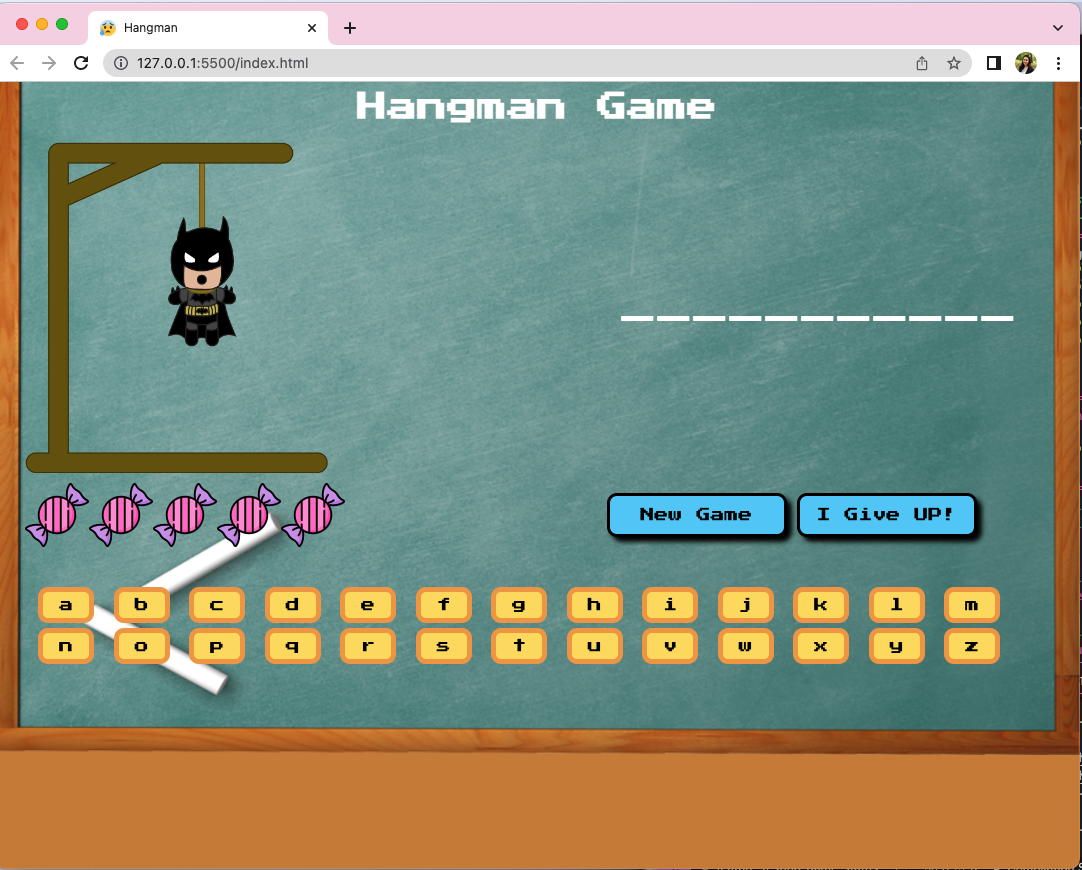 Hangman
127.0.0.1:5500/index.html
Hangman Game
New Game I Give UP!
a b c d e f g h i j k l m
n o p q r s t u v w x y z